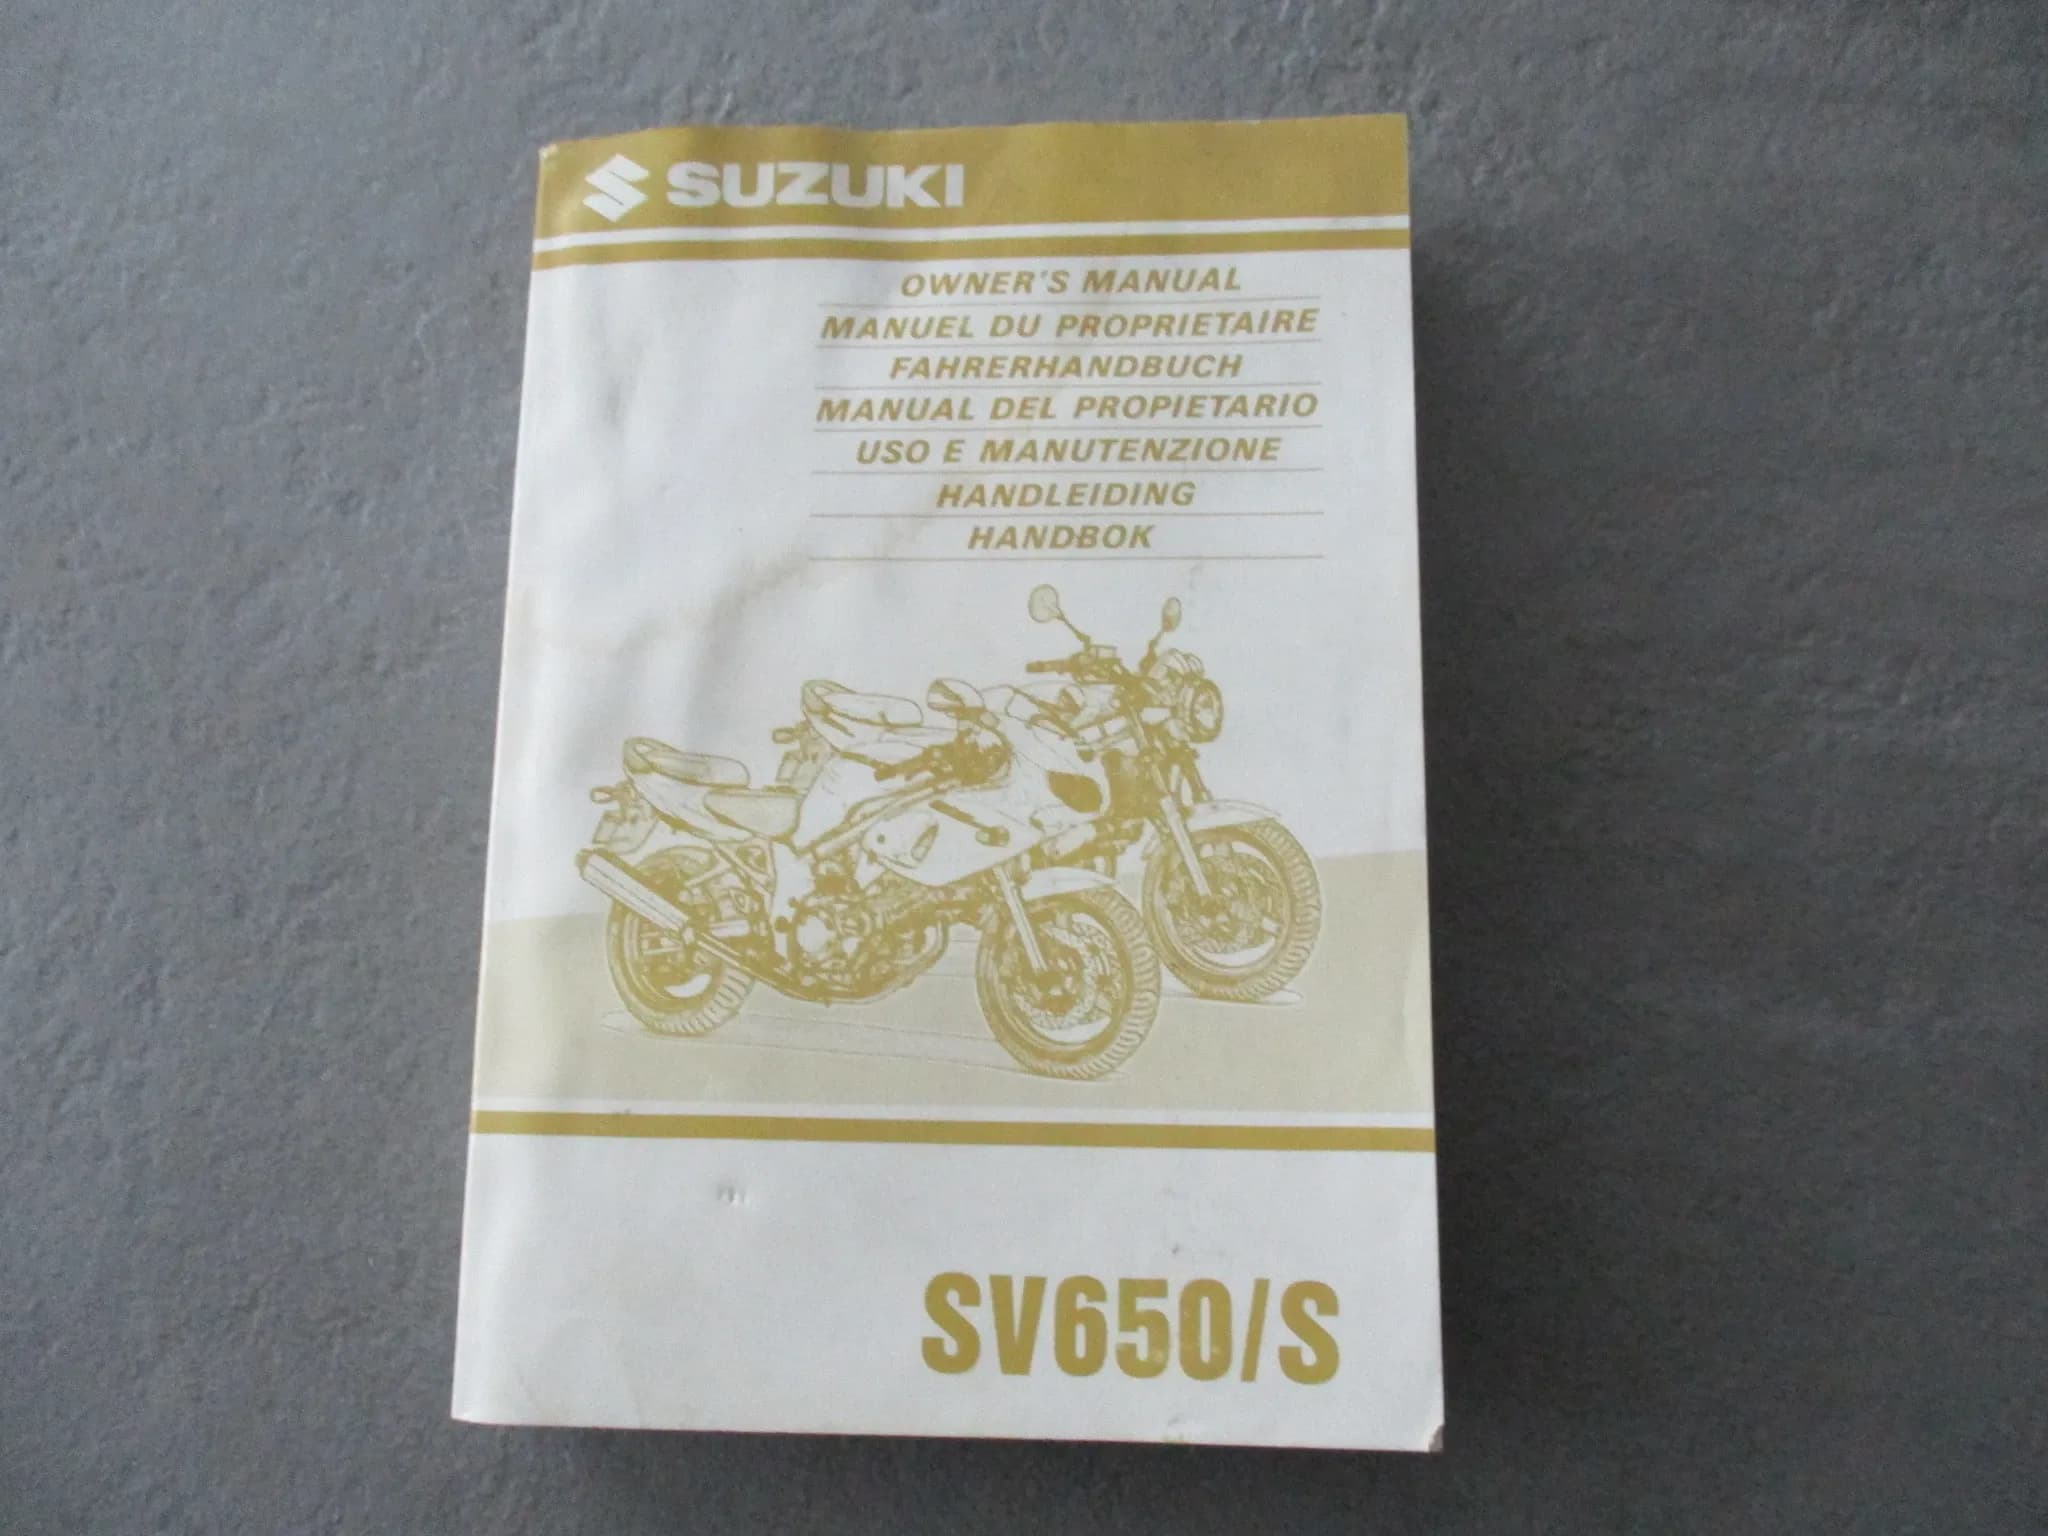 SUZUKI
OWNER'S MANUAL
MANUEL DU PROPRIETAIRE
FAHRERHANDBUCH
MANUAL DEL PROPIETARIO
USO E MANUTENZIONE
HANDLEIDING
HANDBOK
SV650/S